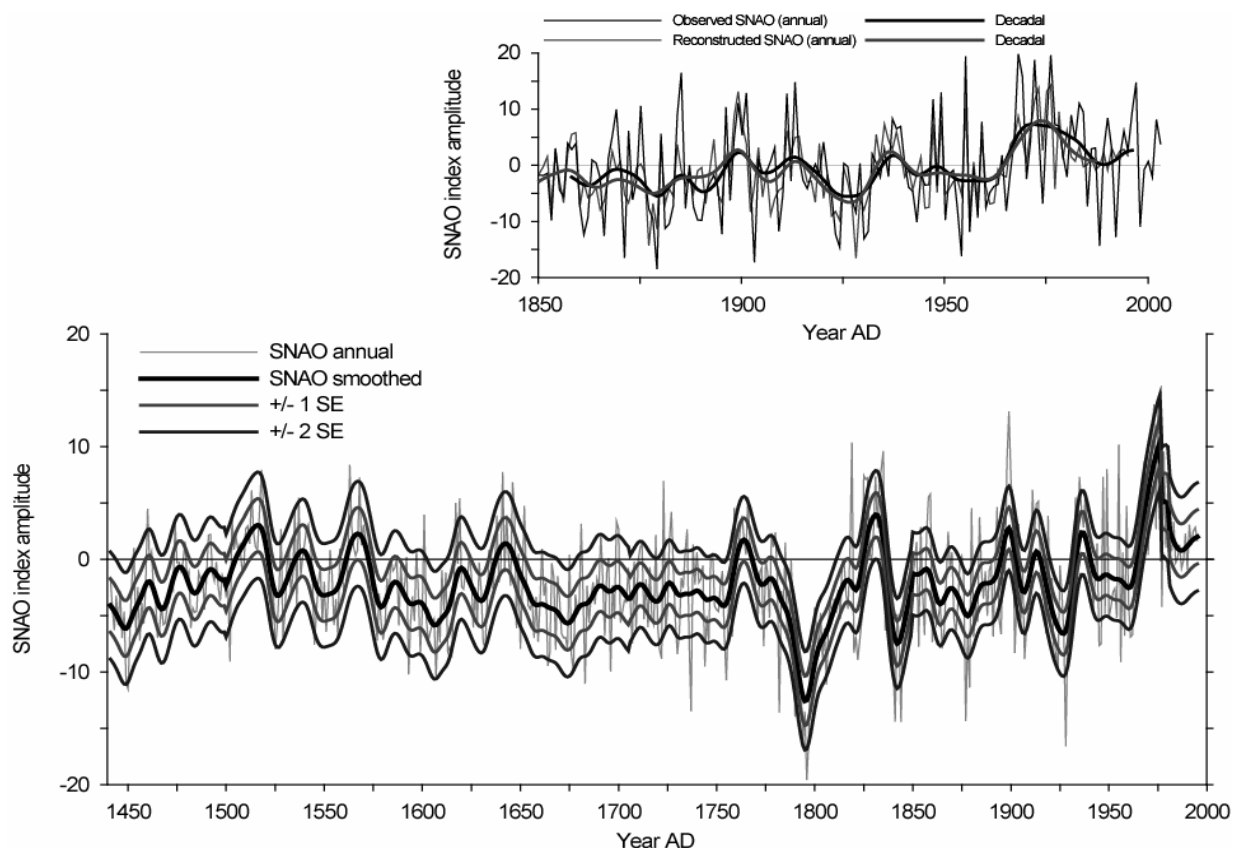 Observed SNAO (annual) Decadal
Reconstructed SNAO (annual) Decadal
20
10
0
-10
-20
SNAO index amplitude
1850 1900 1950 2000
Year AD
20
10
0
-10
-20
SNAO index amplitude
SNAO annual
SNAO smoothed
+/- 1 SE
+/- 2 SE
1450 1500 1550 1600 1650 1700 1750 1800 1850 1900 1950 2000
Year AD